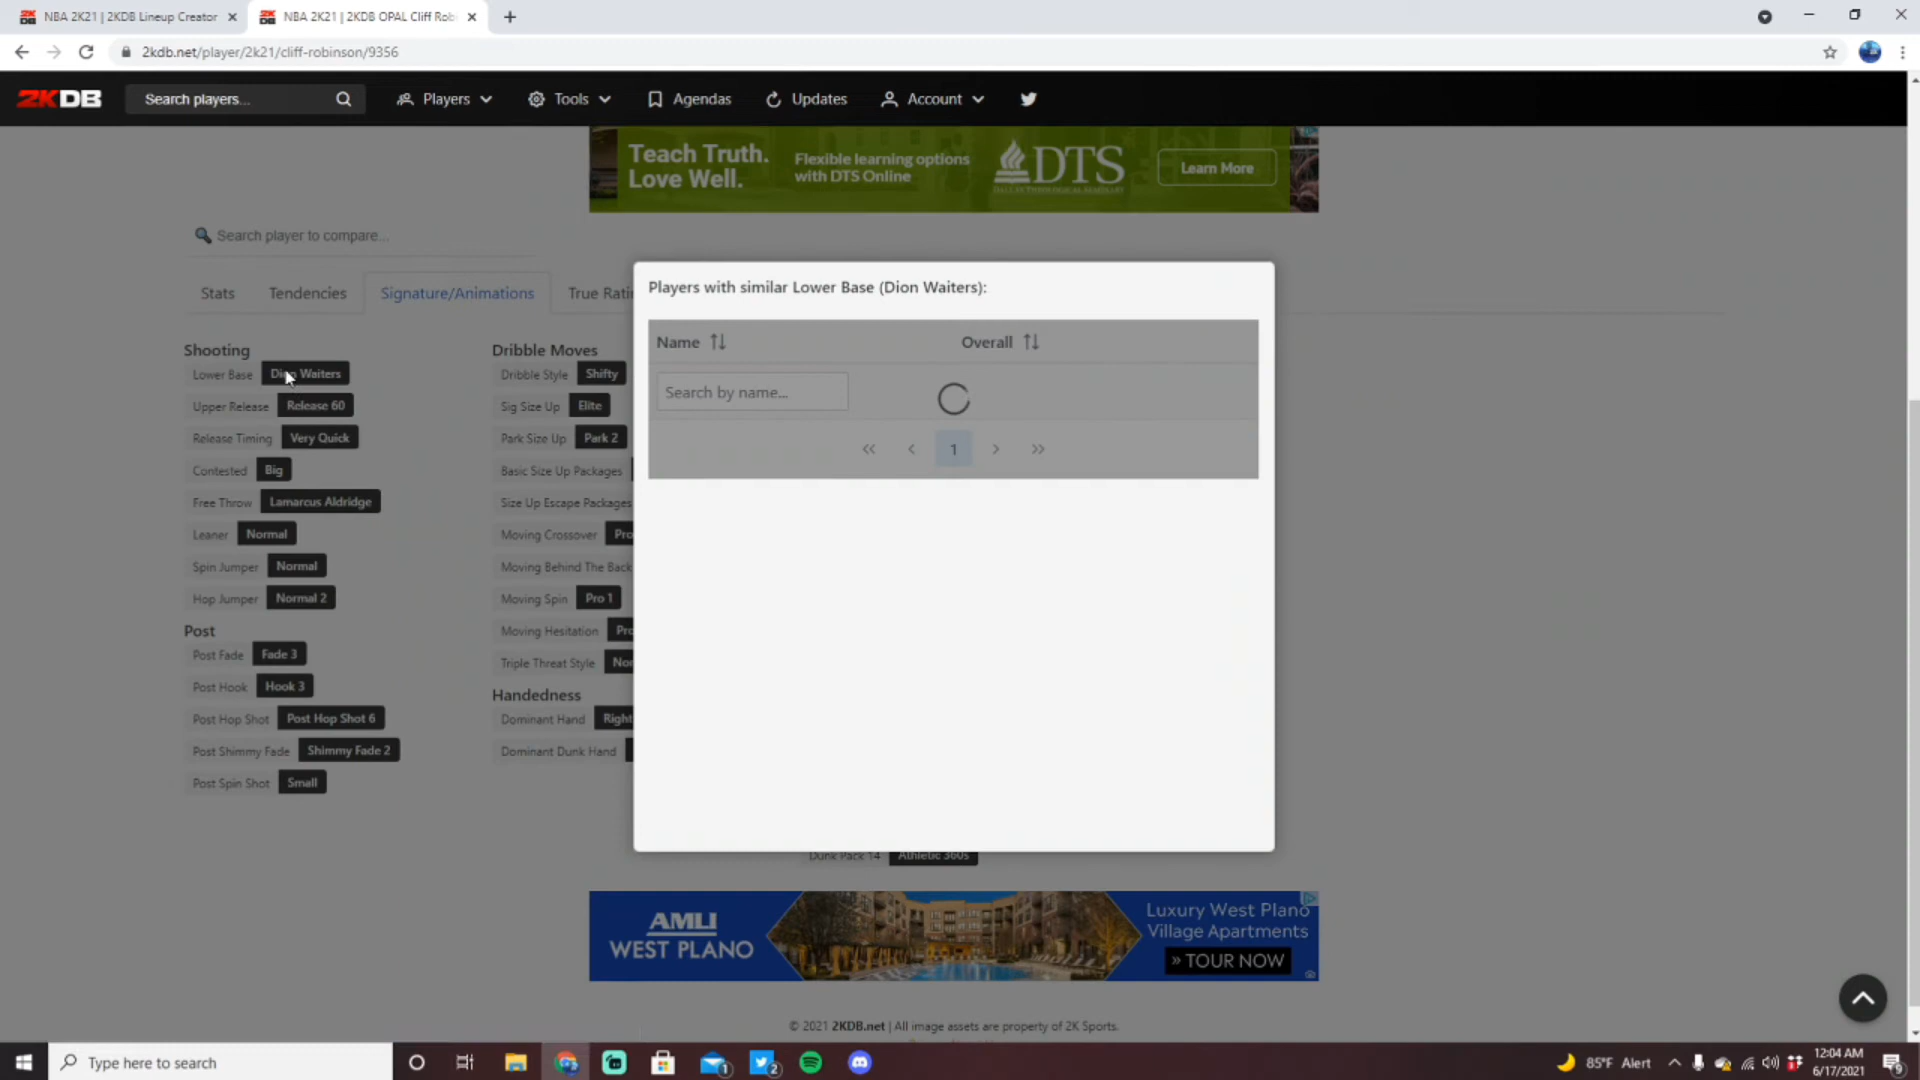 NBA 2K21 | 2KDB Lineup Creator
NBA 2K21 | 2KDB OPAL Cliff Rob
2kdb.net/player/2k21/cliff-robinson/9356
2KDB
Search players...
Players
Tools
Agendas
Updates
Account
Teach Truth.
Love Well.
Flexible learning options
with DTS Online
DTS
DALLAS THEOLOGICAL SEMINARY
Learn More
Search player to compare...
Stats
Tendencies
Signature/Animations
True Rati
Players with similar Lower Base (Dion Waiters):
Name
Overall
Search by name...
« ‹ 1 › »
Shooting
Lower Base Dion Waiters
Upper Release Release 60
Release Timing Very Quick
Contested Big
Free Throw Lamarcus Aldridge
Leaner Normal
Spin Jumper Normal
Hop Jumper Normal 2
Post
Post Fade Fade 3
Post Hook Hook 3
Post Hop Shot Post Hop Shot 6
Post Shimmy Fade Shimmy Fade 2
Post Spin Shot Small
Dribble Moves
Dribble Style Shifty
Sig Size Up Elite
Park Size Up Park 2
Basic Size Up Packages
Size Up Escape Packages
Moving Crossover Pro
Moving Behind The Back
Moving Spin Pro 1
Moving Hesitation Pro
Triple Threat Style Nor
Handedness
Dominant Hand Right
Dominant Dunk Hand
Dunk Pack 14 Athletic 360s
AMLI
WEST PLANO
Luxury West Plano
Village Apartments
» TOUR NOW
© 2021 2KDB.net | All image assets are property of 2K Sports.
Type here to search
1
2
85°F Alert
12:04 AM
6/17/2021
9